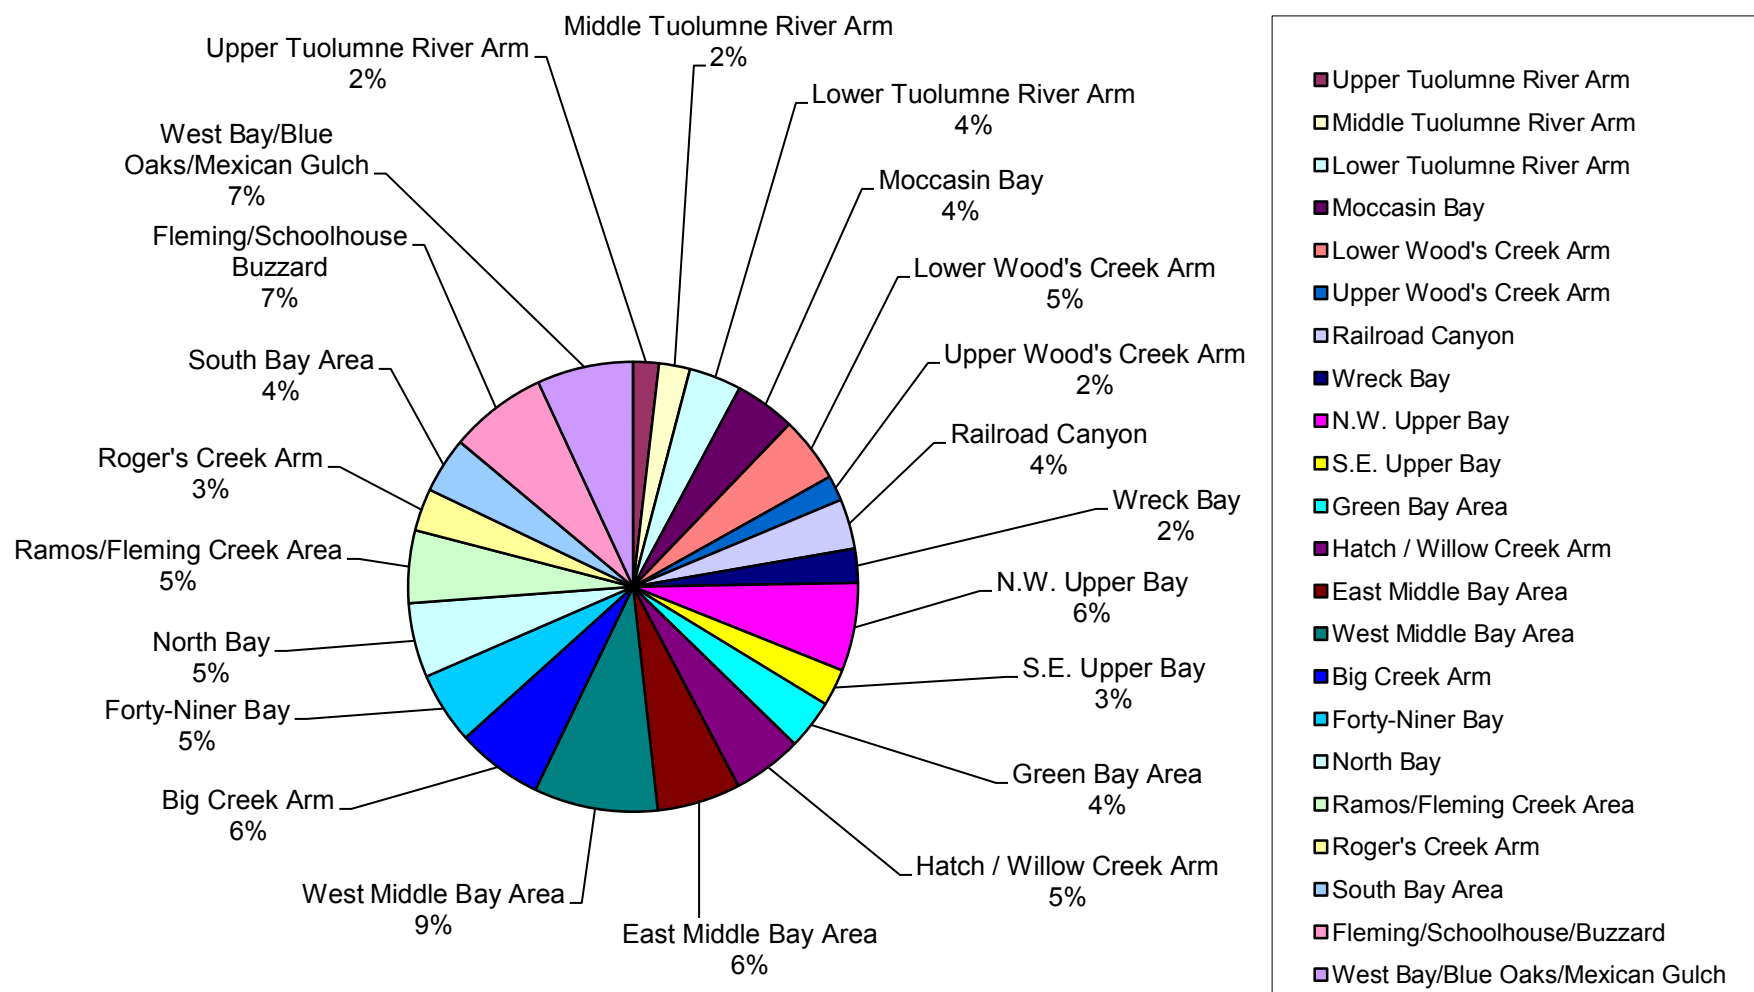 Middle Tuolumne River Arm
2%
Upper Tuolumne River Arm
2%
Lower Tuolumne River Arm
4%
West Bay/Blue
Oaks/Mexican Gulch
7%
Moccasin Bay
4%
Fleming/Schoolhouse
Buzzard
7%
Lower Wood's Creek Arm
5%
South Bay Area
4%
Upper Wood's Creek Arm
2%
Roger's Creek Arm
3%
Railroad Canyon
4%
Wreck Bay
2%
Ramos/Fleming Creek Area
5%
N.W. Upper Bay
6%
North Bay
5%
S.E. Upper Bay
3%
Forty-Niner Bay
5%
Green Bay Area
4%
Big Creek Arm
6%
Hatch / Willow Creek Arm
5%
West Middle Bay Area
9%
East Middle Bay Area
6%
Upper Tuolumne River Arm
Middle Tuolumne River Arm
Lower Tuolumne River Arm
Moccasin Bay
Lower Wood's Creek Arm
Upper Wood's Creek Arm
Railroad Canyon
Wreck Bay
N.W. Upper Bay
S.E. Upper Bay
Green Bay Area
Hatch / Willow Creek Arm
East Middle Bay Area
West Middle Bay Area
Big Creek Arm
Forty-Niner Bay
North Bay
Ramos/Fleming Creek Area
Roger's Creek Arm
South Bay Area
Fleming/Schoolhouse/Buzzard
West Bay/Blue Oaks/Mexican Gulch